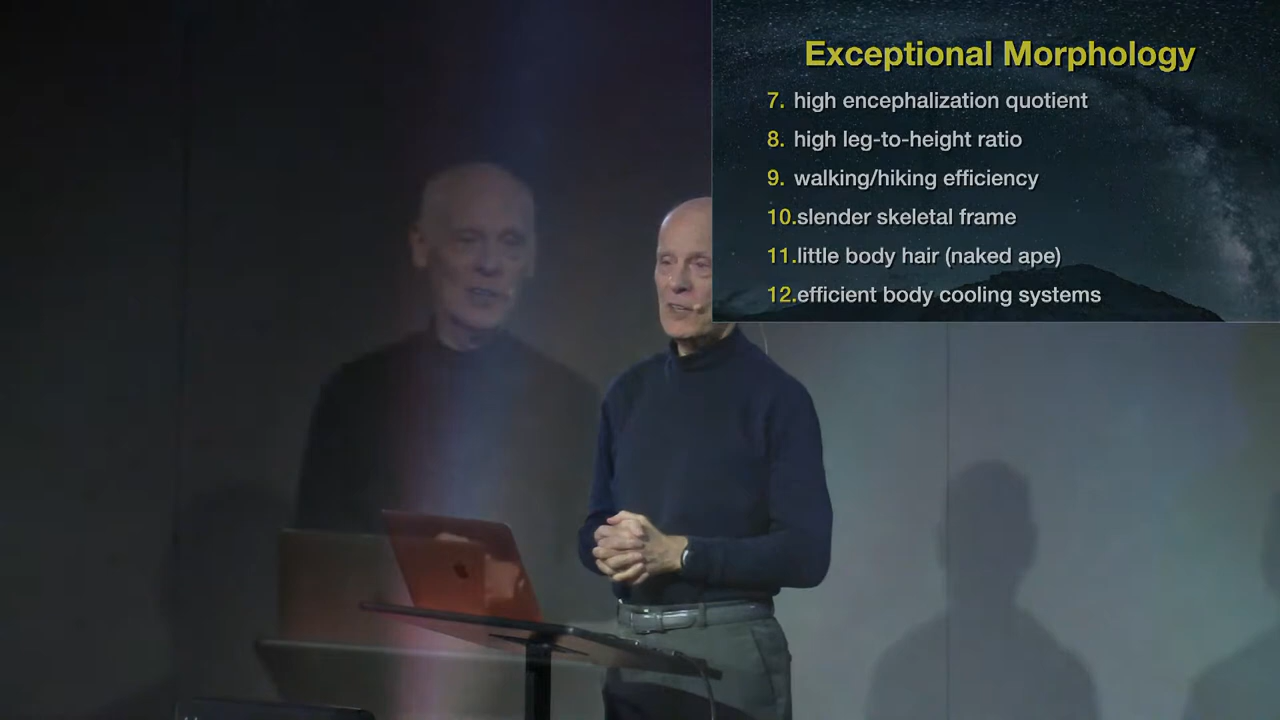 Exceptional Morphology
7. high encephalization quotient
8. high leg-to-height ratio
9. walking/hiking efficiency
10.slender skeletal frame
11.little body hair (naked ape)
12.efficient body cooling systems